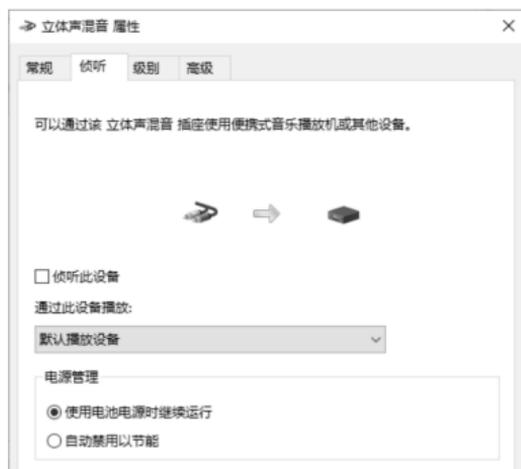 立体声混音 属性
常规 侦听 级别 高级
可以通过该 立体声混音 插座使用便携式音乐播放机或其他设备。
侦听此设备
通过此设备播放:
默认播放设备
电源管理
使用电池电源时继续运行
自动禁用以节能